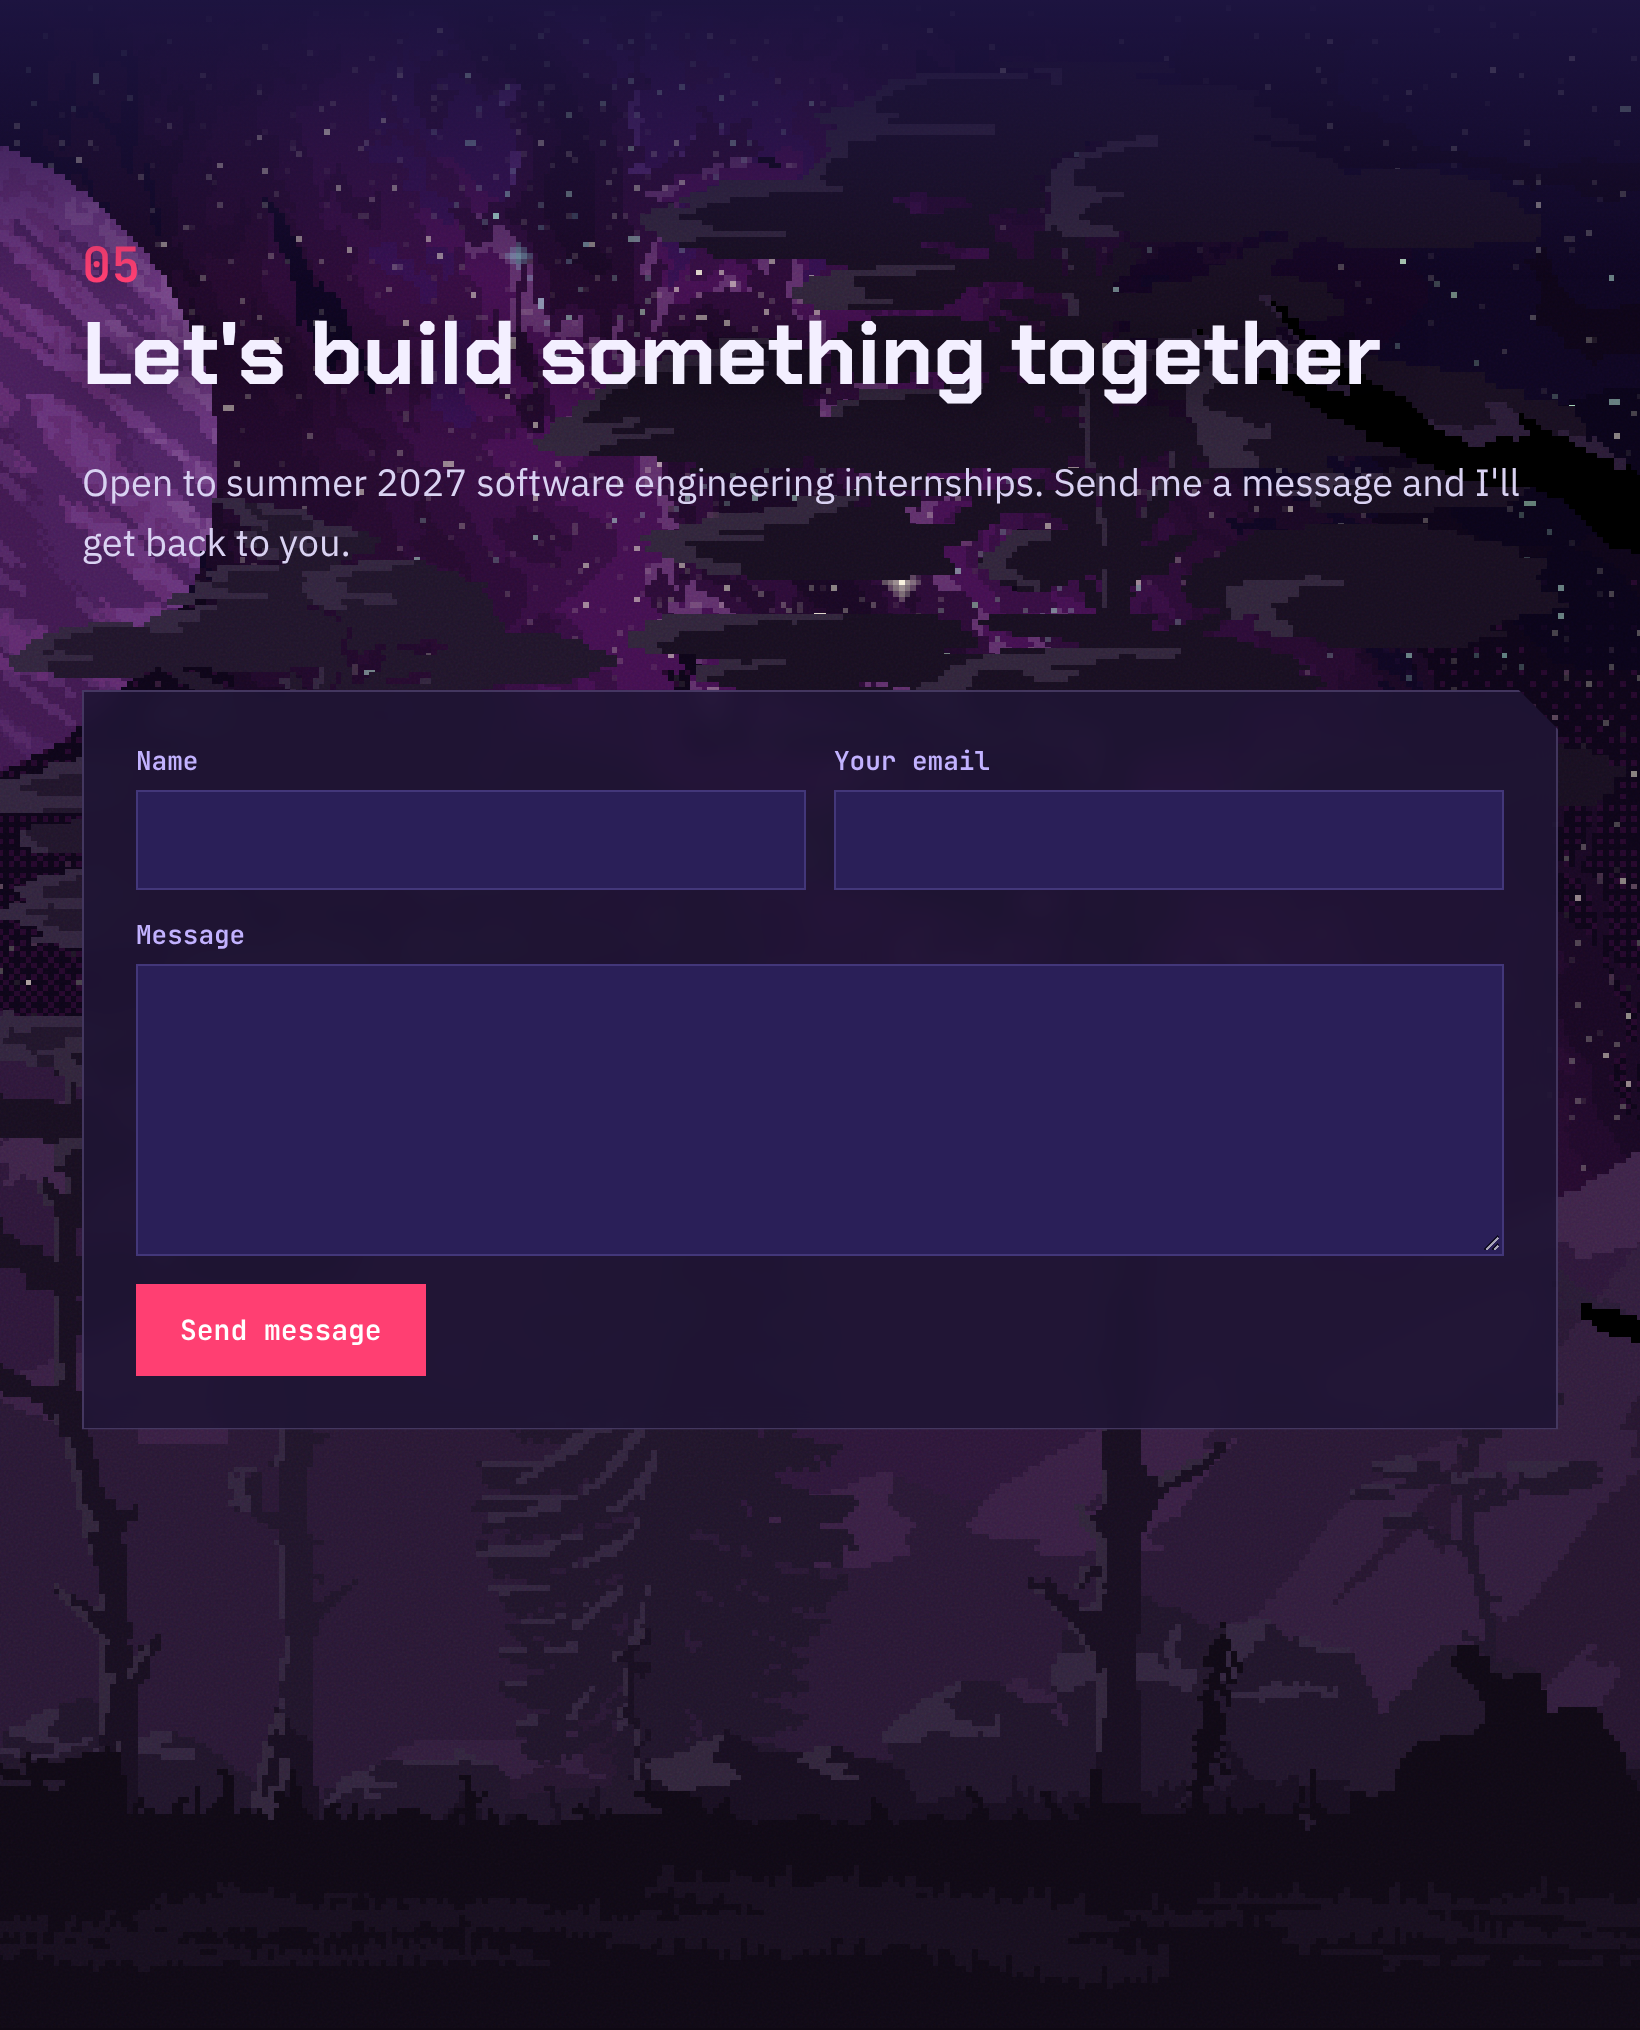 05
Let's build something together
Open to summer 2027 software engineering internships. Send me a message and I'll
get back to you.
Name
Your email
Message
Send message